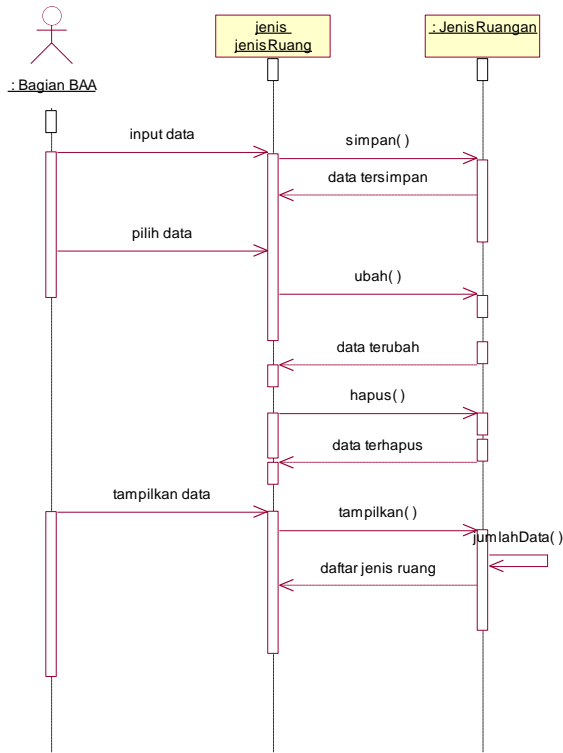 jenis
jenisRuang
: JenisRuangan
: Bagian BAA
input data
simpan( )
data tersimpan
pilih data
ubah( )
data terubah
hapus( )
data terhapus
tampilkan data
tampilkan( )
jumlahData( )
daftar jenis ruang